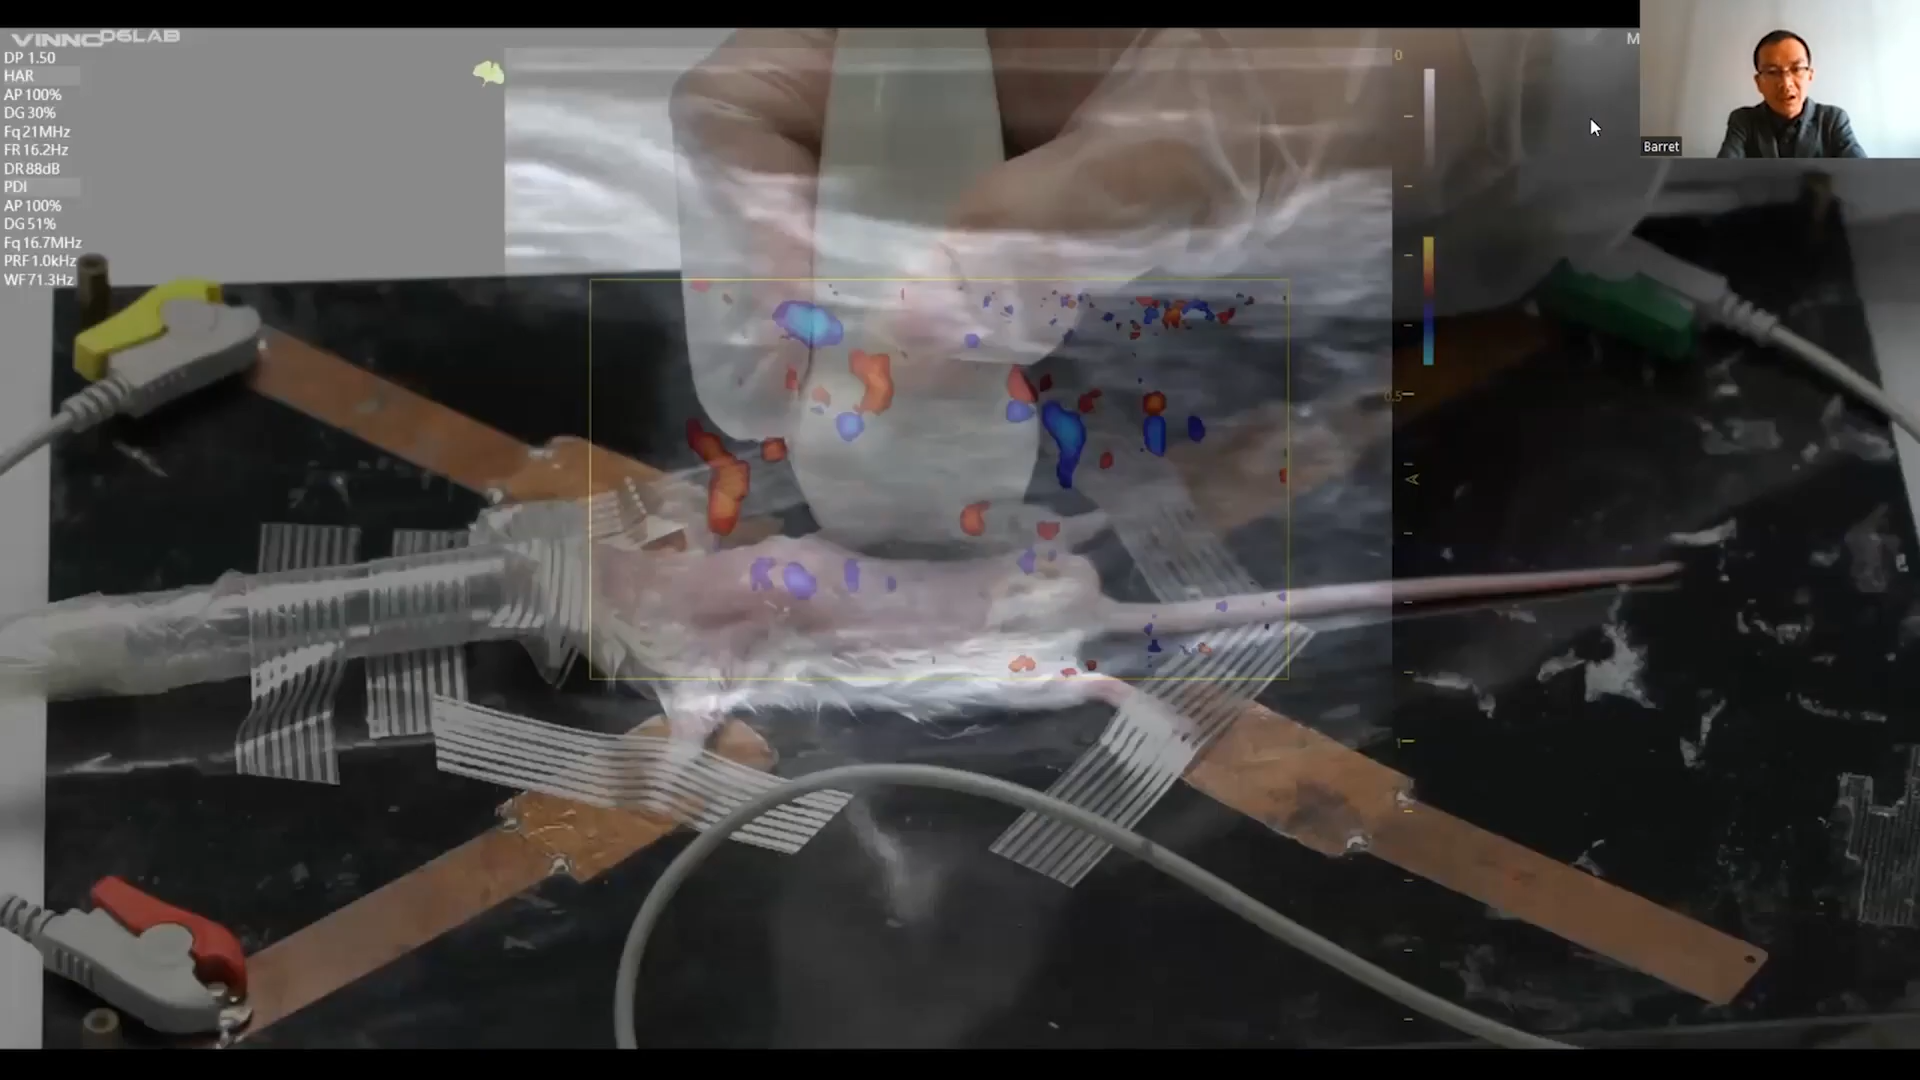 VINNO D6LAB
DP 1.50
HAR
AP 100%
DG 30%
Fq 21MHz
FR 16.2Hz
DR 88dB
PDI
AP 100%
DG 51%
Fq 16.7MHz
PRF 1.0kHz
WF 71.3Hz
0
0.5
1
M
Barret